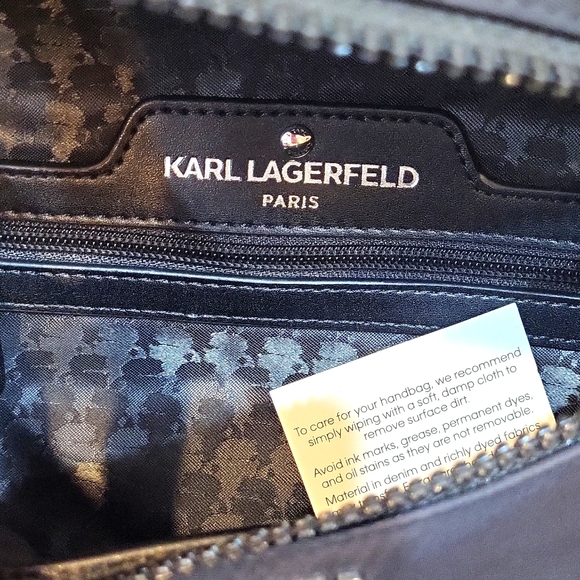 KARL LAGERFELD
PARIS
To care for your handbag, we recommend
simply wiping with a soft, damp cloth to
remove surface dirt.
Avoid ink marks, grease, permanent dyes,
and oil stains as they are not removable.
Material in denim and richly dyed fabrics